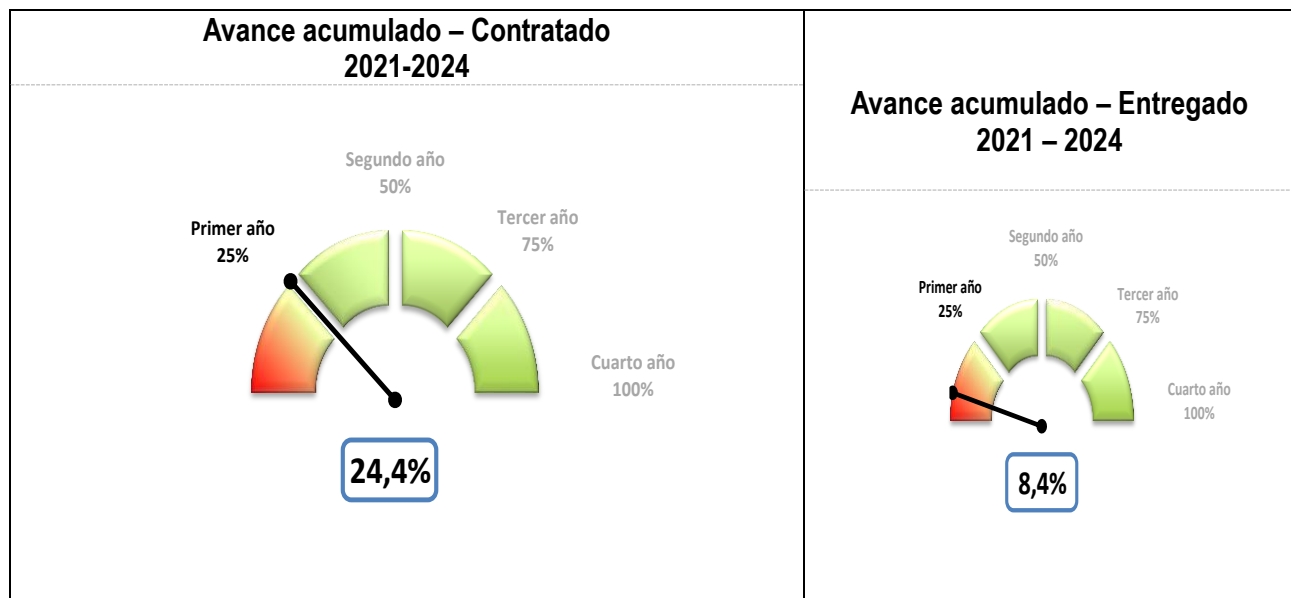 Avance acumulado – Contratado
2021-2024
Segundo año
50%
Primer año
25%
Tercer año
75%
Cuarto año
100%
24,4%
Avance acumulado – Entregado
2021 – 2024
Segundo año
50%
Primer año
25%
Tercer año
75%
Cuarto año
100%
8,4%